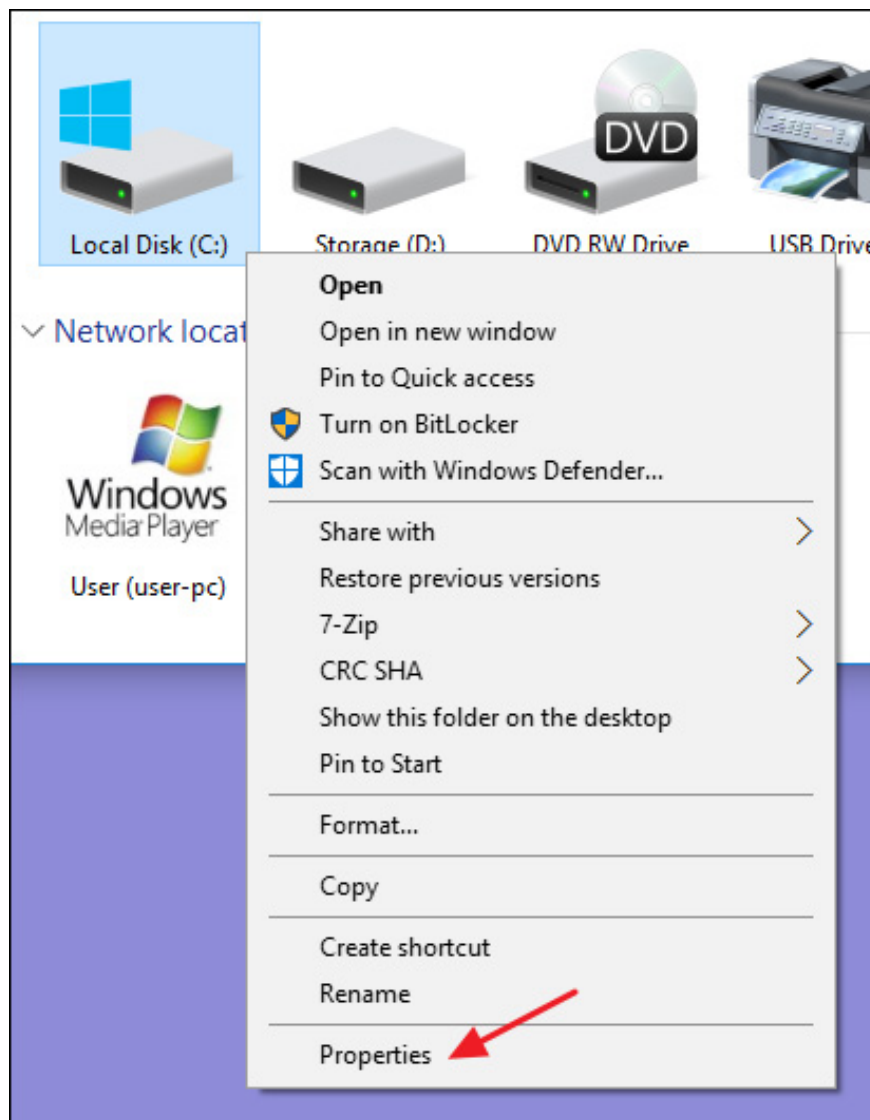 DVD
Local Disk (C:)
Storage (D:)
DVD RW Drive
USB Drive
Network locat
Windows
Media Player
User (user-pc)
Open
Open in new window
Pin to Quick access
Turn on BitLocker
Scan with Windows Defender...
Share with
Restore previous versions
7-Zip
CRC SHA
Show this folder on the desktop
Pin to Start
Format...
Copy
Create shortcut
Rename
Properties